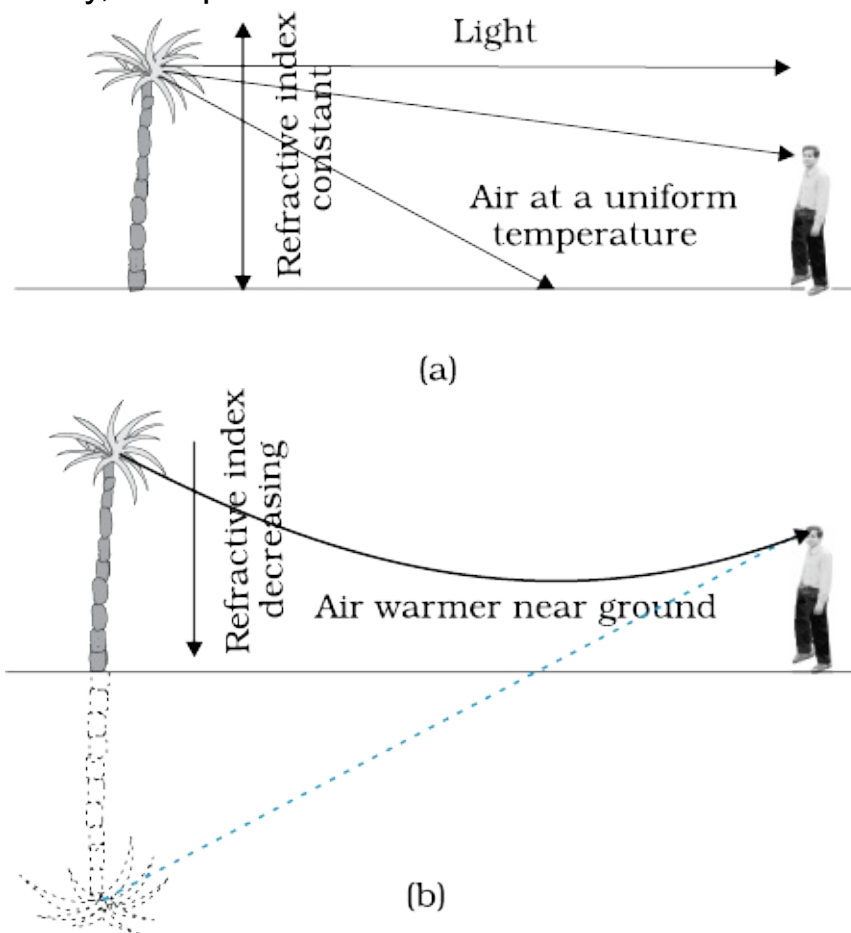 Light
Refractive index
constant
Air at a uniform
temperature
(a)
Refractive index
decreasing
Air warmer near ground
(b)